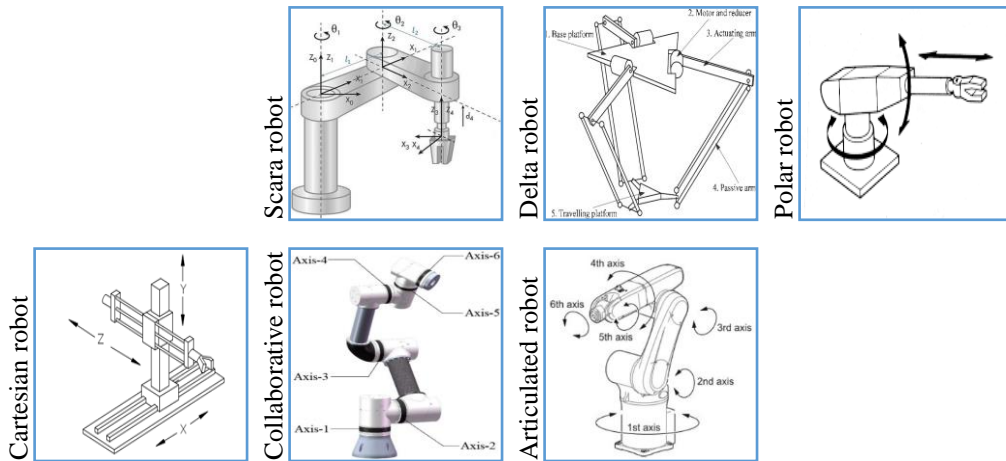 Scara robot
θ1
θ2
θ3
z0
z1
z2
l1
l2
x1
x1
x2
x0
z3
z4
d4
x3
x4
Delta robot
1. Base platform
2. Motor and reducer
3. Actuating arm
4. Passive arm
5. Travelling platform
Polar robot
Cartesian robot
Y
Z
X
Collaborative robot
Axis-6
Axis-4
Axis-5
Axis-3
Axis-1
Axis-2
Articulated robot
4th axis
6th axis
5th axis
3rd axis
2nd axis
1st axis